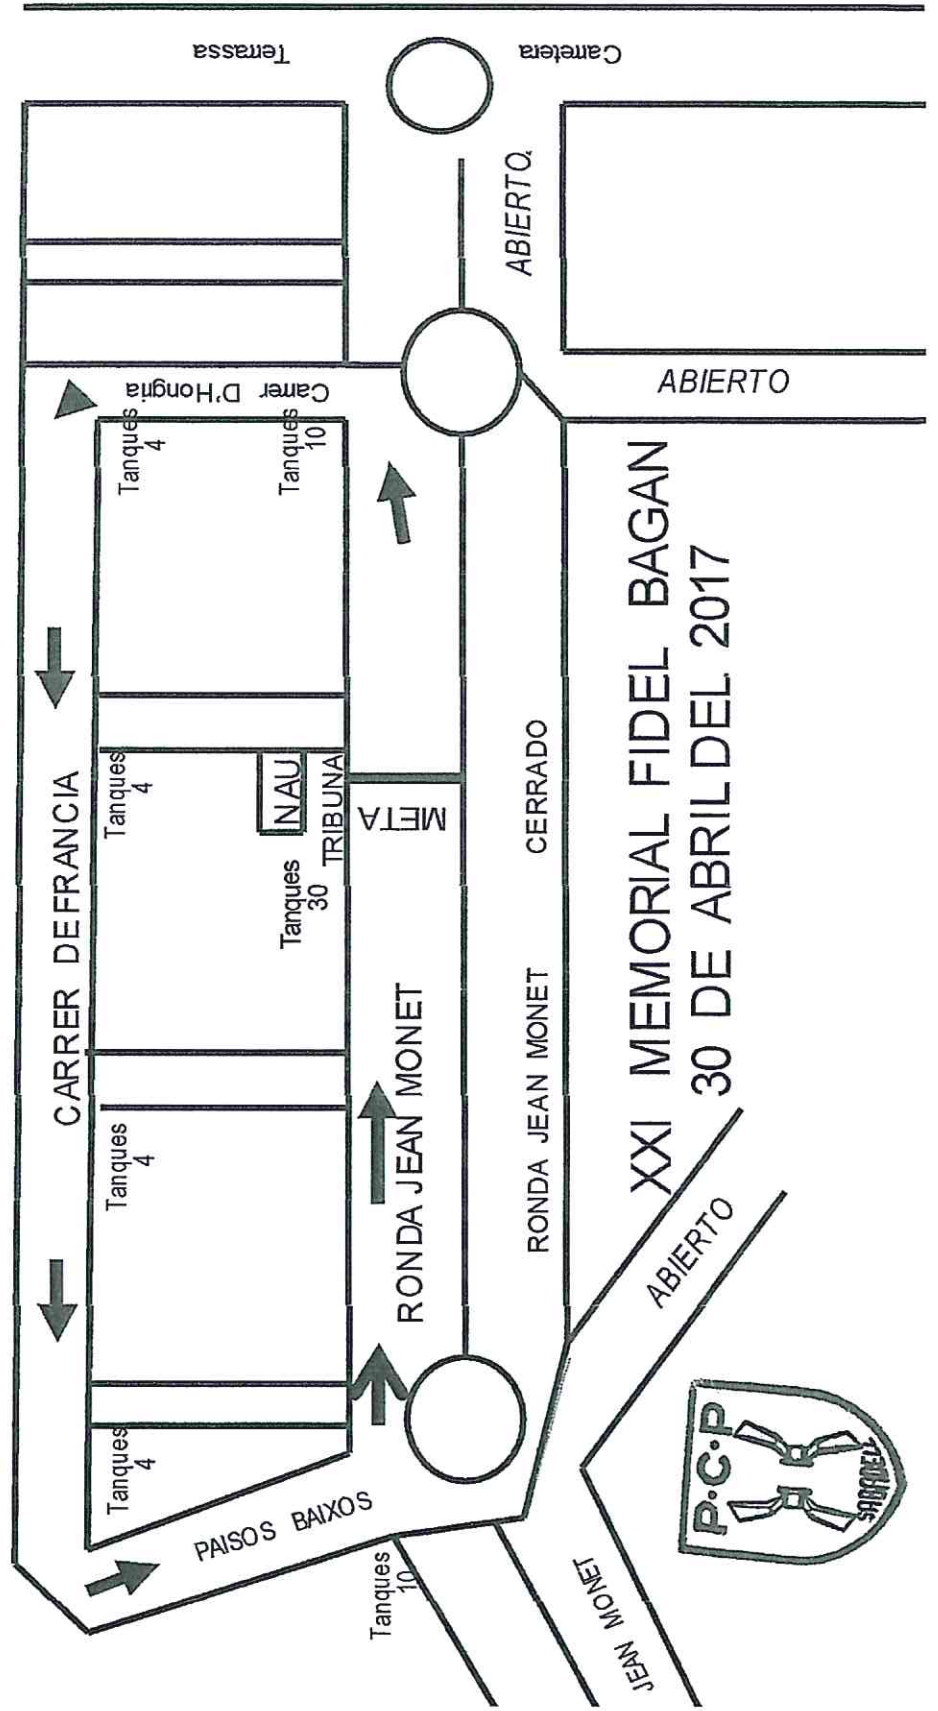 Carretera
Terrassa
ABIERTO.
ABIERTO
Carrer D'Hongria
Tanques
4
Tanques
10
CARRER DE FRANCIA
Tanques
4
NAU
TRIBUNA
META
Tanques
30
CERRADO
RONDA JEAN MONET
RONDA JEAN MONET
Tanques
4
Tanques
4
PAISOS BAIXOS
Tanques
10
JEAN MONET
ABIERTO
XXI MEMORIAL FIDEL BAGAN
30 DE ABRIL DEL 2017
P·C·P
SABADELL